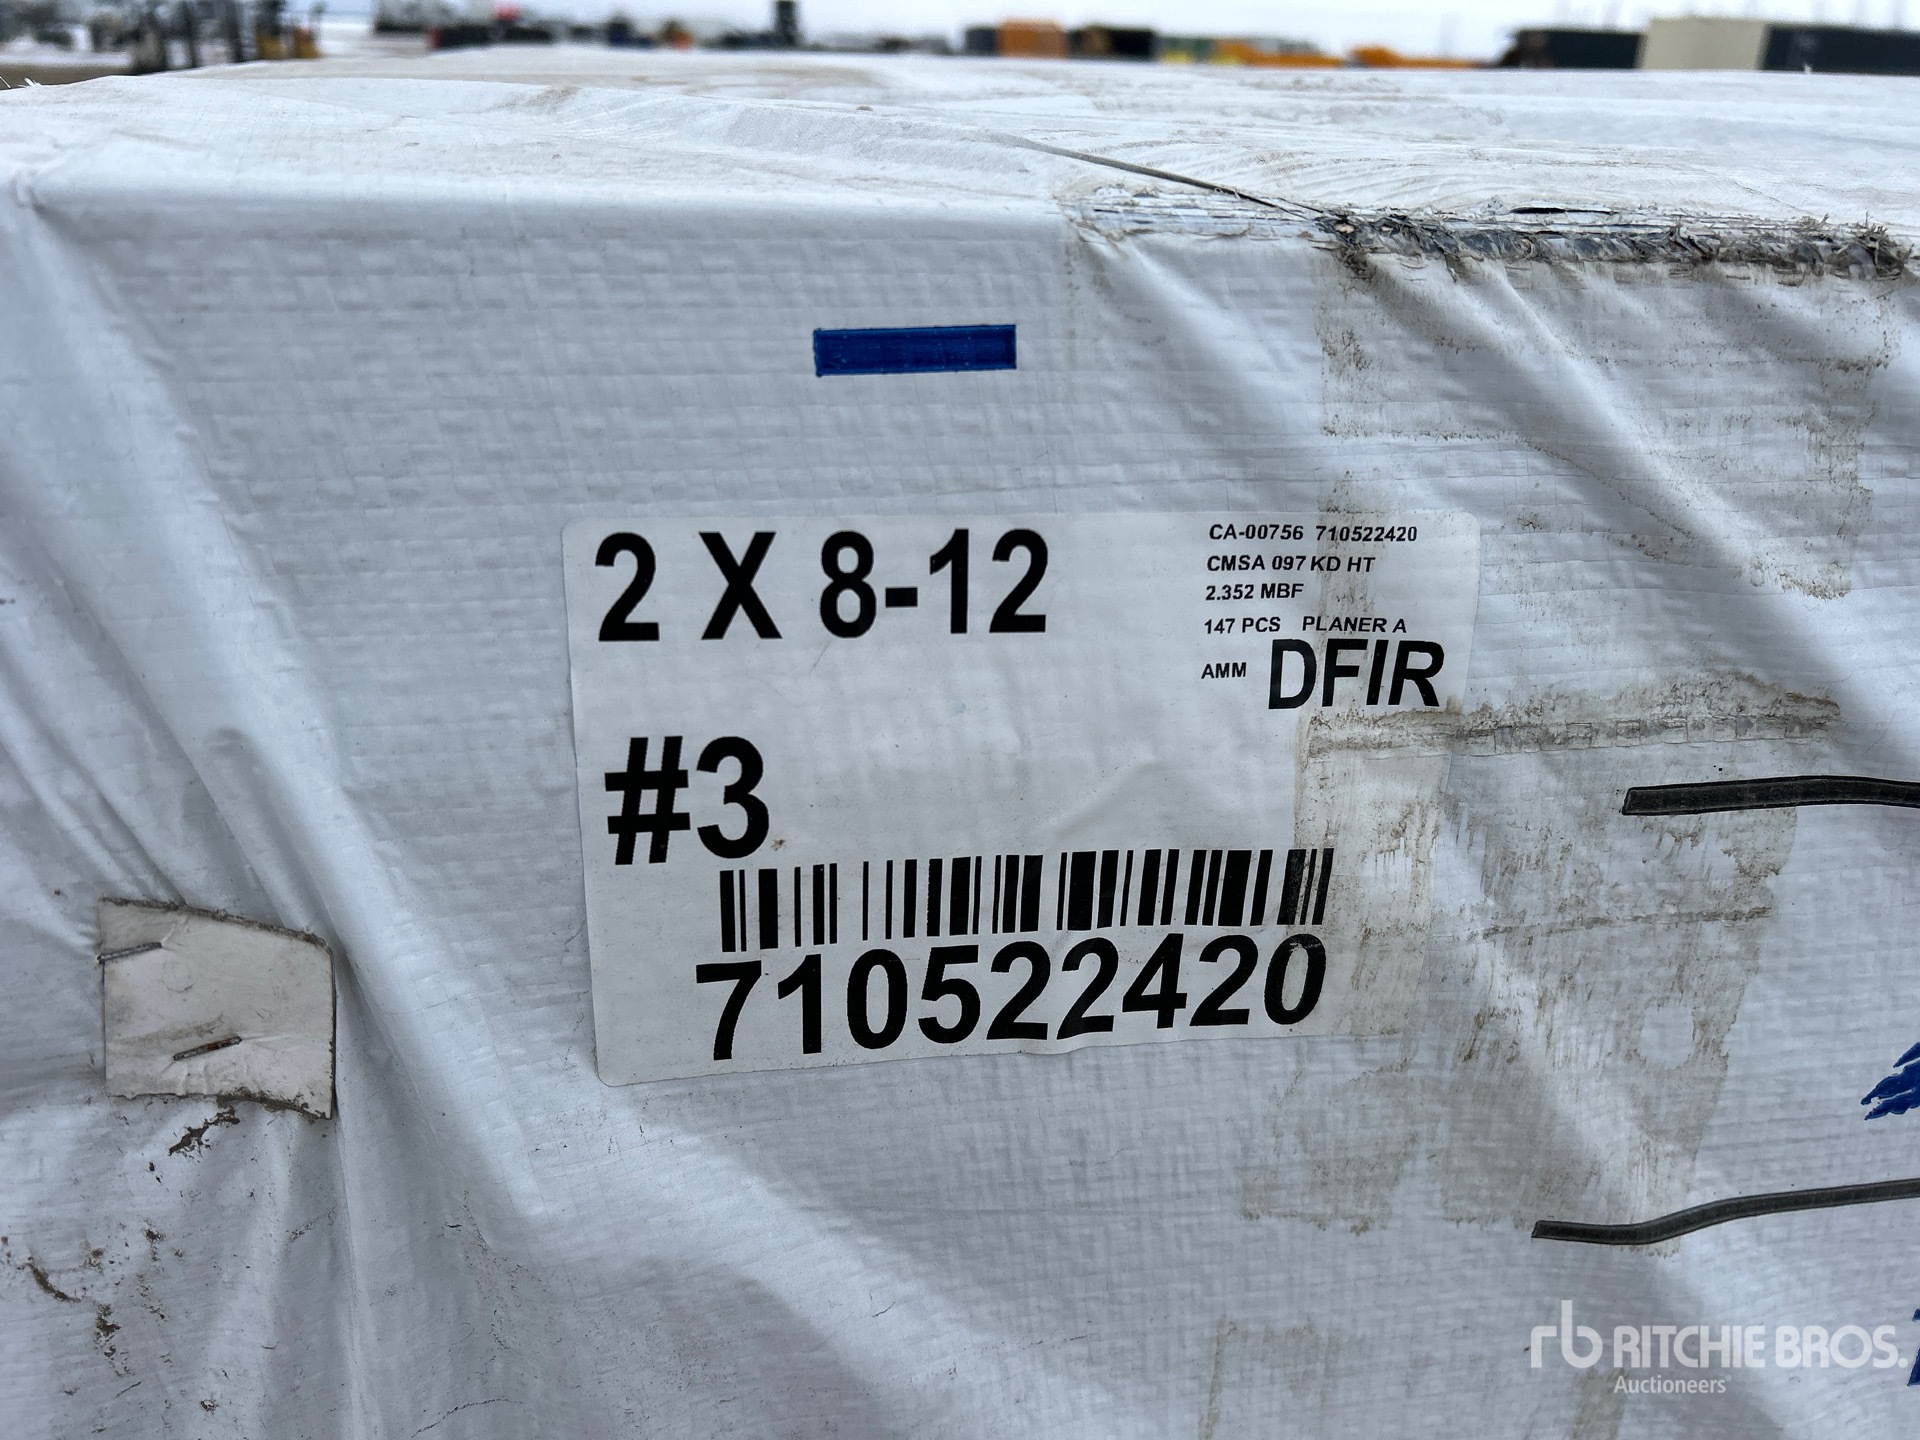 2 X 8-12
CA-00756 710522420
CMSA 097 KD HT
2.352 MBF
147 PCS PLANER A
AMM DFIR
#3
710522420
rb RITCHIE BROS.
Auctioneers